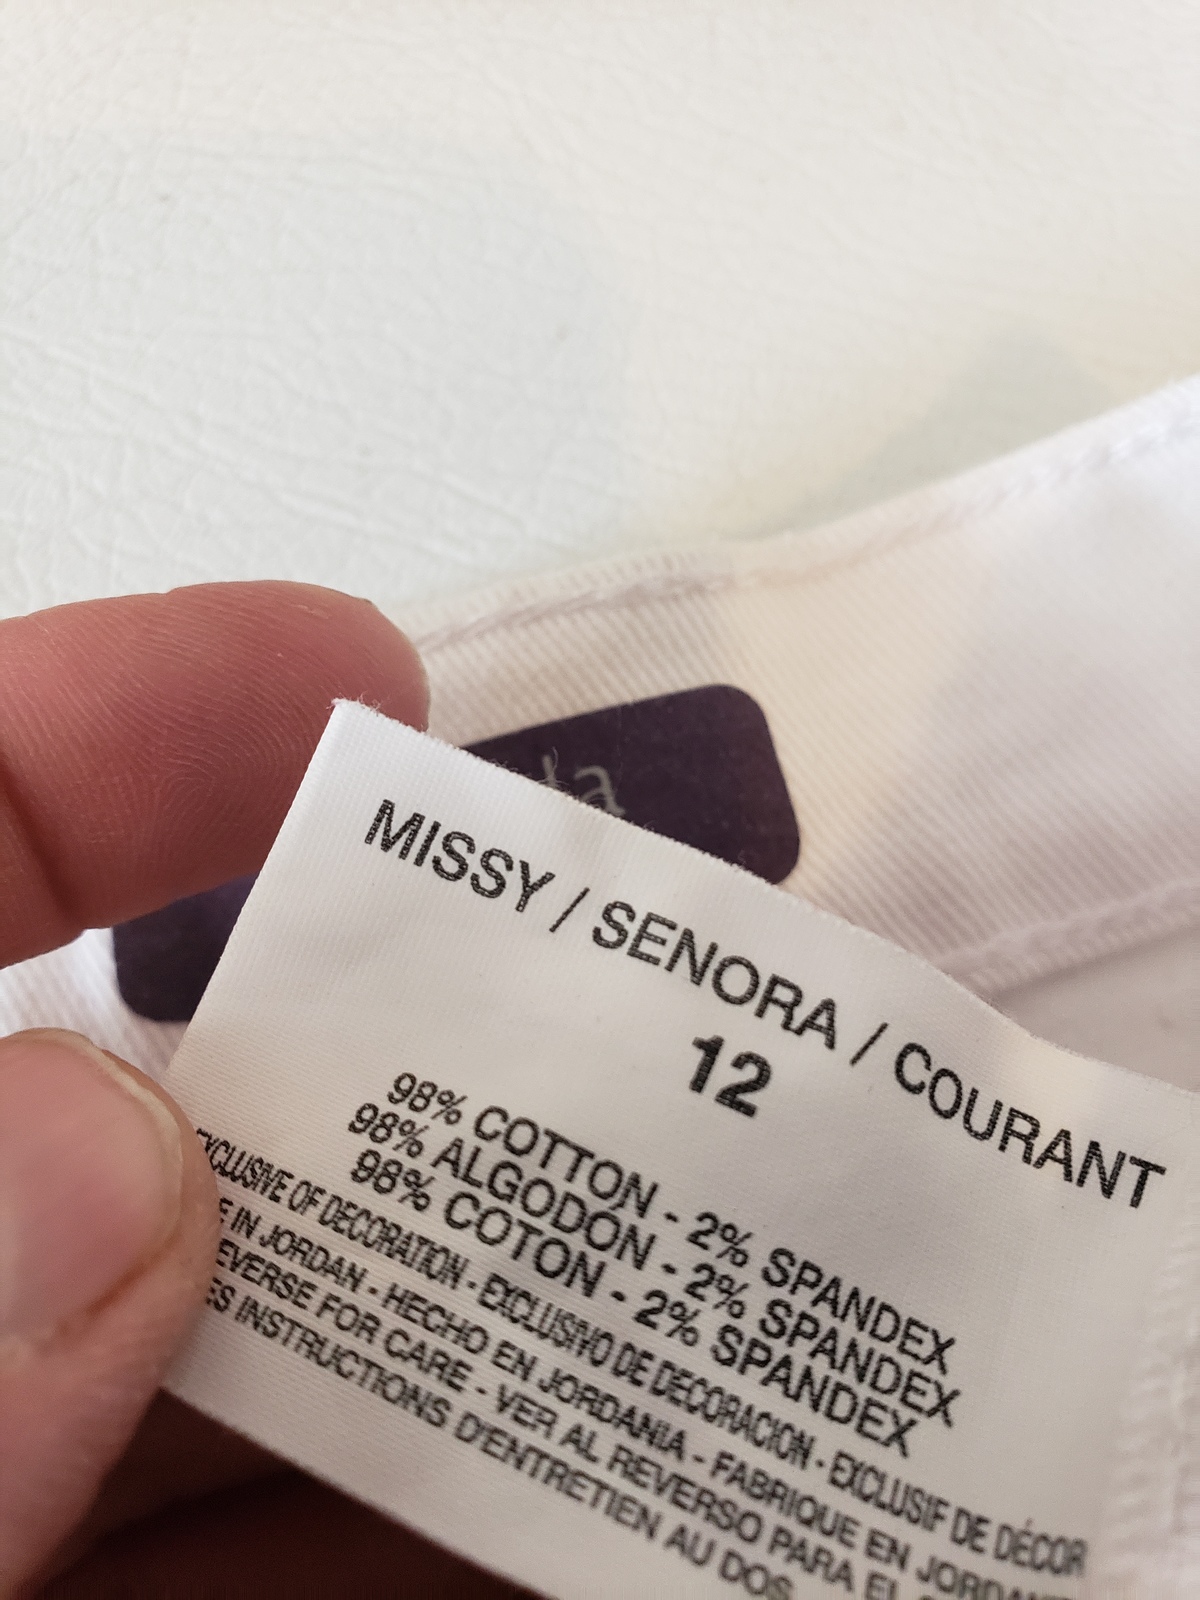 MISSY / SENORA / COURANT
12
98% COTTON - 2% SPANDEX
98% ALGODÓN - 2% SPANDEX
98% COTON - 2% SPANDEX
EXCLUSIVE OF DECORATION - EXCLUSIVO DE DECORACION - EXCLUSIF DE DÉCOR
IN JORDAN - HECHO EN JORDANIA - FABRIQUE EN
FOR CARE - VER AL REVERSO PARA EL
INSTRUCTIONS D'ENTRETIEN AU DOS